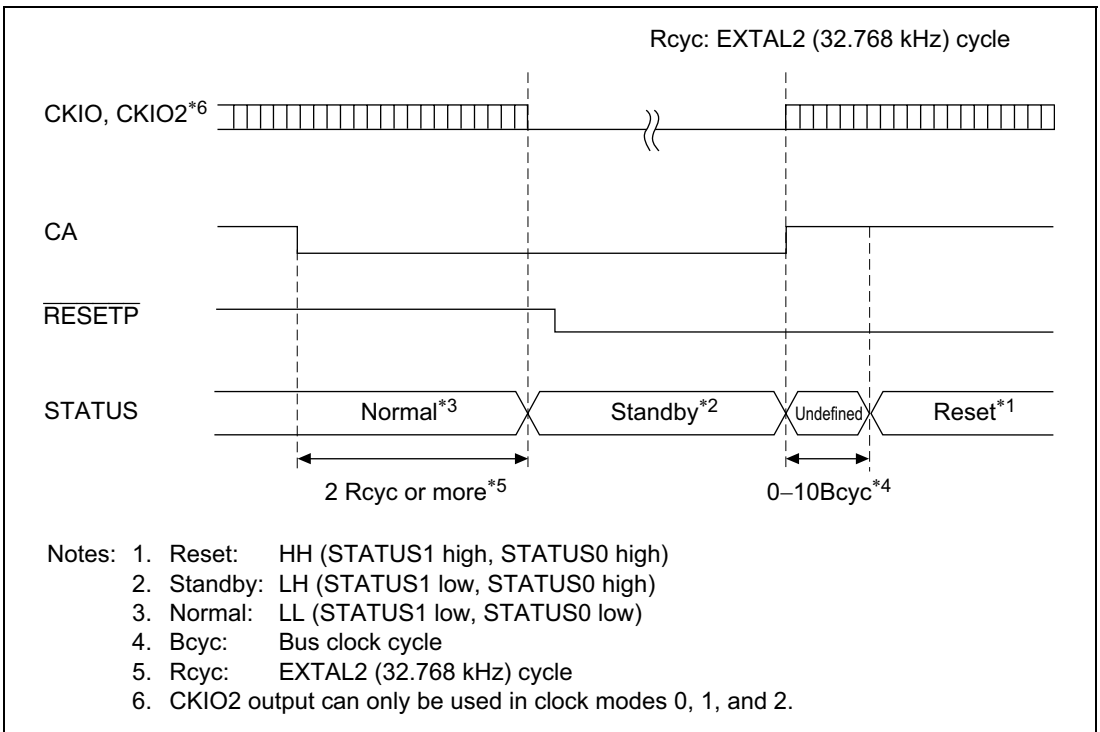 Rcyc: EXTAL2 (32.768 kHz) cycle
CKIO, CKIO2*6
CA
RESETP
STATUS
Normal*3
Standby*2
Undefined
Reset*1
2 Rcyc or more*5
0–10Bcyc*4
Notes: 1. Reset: HH (STATUS1 high, STATUS0 high)
2. Standby: LH (STATUS1 low, STATUS0 high)
3. Normal: LL (STATUS1 low, STATUS0 low)
4. Bcyc: Bus clock cycle
5. Rcyc: EXTAL2 (32.768 kHz) cycle
6. CKIO2 output can only be used in clock modes 0, 1, and 2.